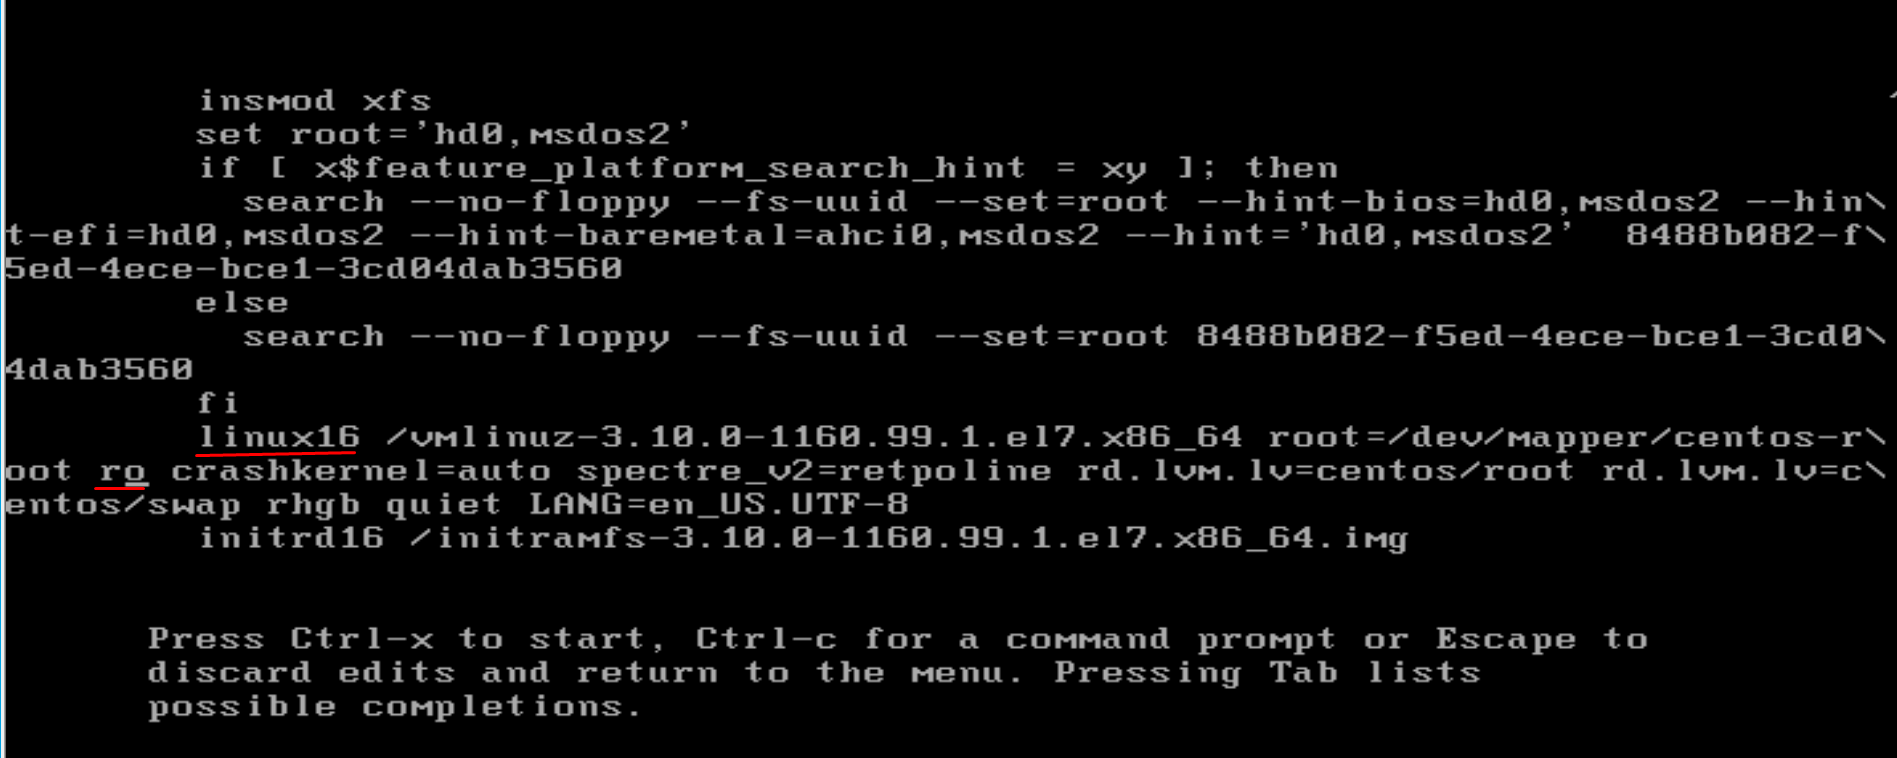 insmod xfs
set root='hd0,msdos2'
if [ x$feature_platform_search_hint = xy ]; then
search --no-floppy --fs-uuid --set=root --hint-bios=hd0,msdos2 --hin\
t-efi=hd0,msdos2 --hint-baremetal=ahci0,msdos2 --hint='hd0,msdos2'  8488b082-f\
5ed-4ece-bce1-3cd04dab3560
else
search --no-floppy --fs-uuid --set=root 8488b082-f5ed-4ece-bce1-3cd0\
4dab3560
fi
linux16 /vmlinuz-3.10.0-1160.99.1.el7.x86_64 root=/dev/mapper/centos-r\
oot ro crashkernel=auto spectre_v2=retpoline rd.lvm.lv=centos/root rd.lvm.lv=c\
entos/swap rhgb quiet LANG=en_US.UTF-8
initrd16 /initramfs-3.10.0-1160.99.1.el7.x86_64.img
Press Ctrl-x to start, Ctrl-c for a command prompt or Escape to
discard edits and return to the menu. Pressing Tab lists
possible completions.